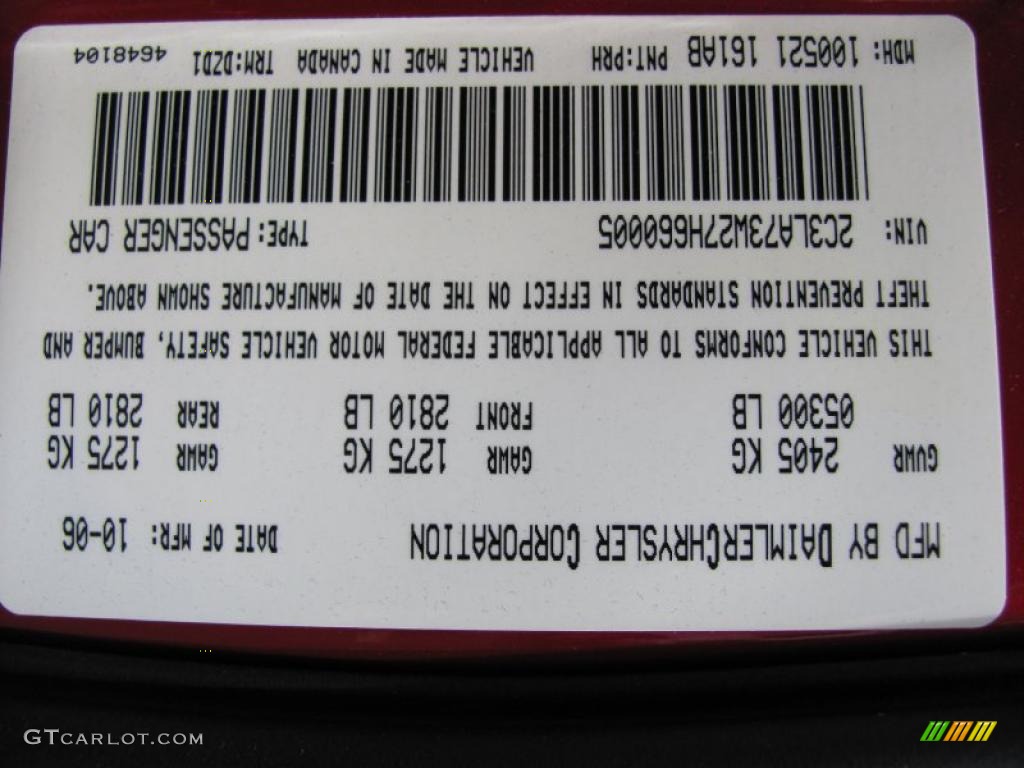 MFD BY DAIMLERCHRYSLER CORPORATION DATE OF MFR: 10-06
GVWR 2405 KG GAWR 1275 KG GAWR 1275 KG
05300 LB FRONT 2810 LB REAR 2810 LB
THIS VEHICLE CONFORMS TO ALL APPLICABLE FEDERAL MOTOR VEHICLE SAFETY, BUMPER AND
THEFT PREVENTION STANDARDS IN EFFECT ON THE DATE OF MANUFACTURE SHOWN ABOVE.
VIN: 2C3LA73W27H660005 TYPE: PASSENGER CAR
MDH: 100521 161AB PNT:PRH VEHICLE MADE IN CANADA TRM:DZD1 4648104
GTCARLOT.COM